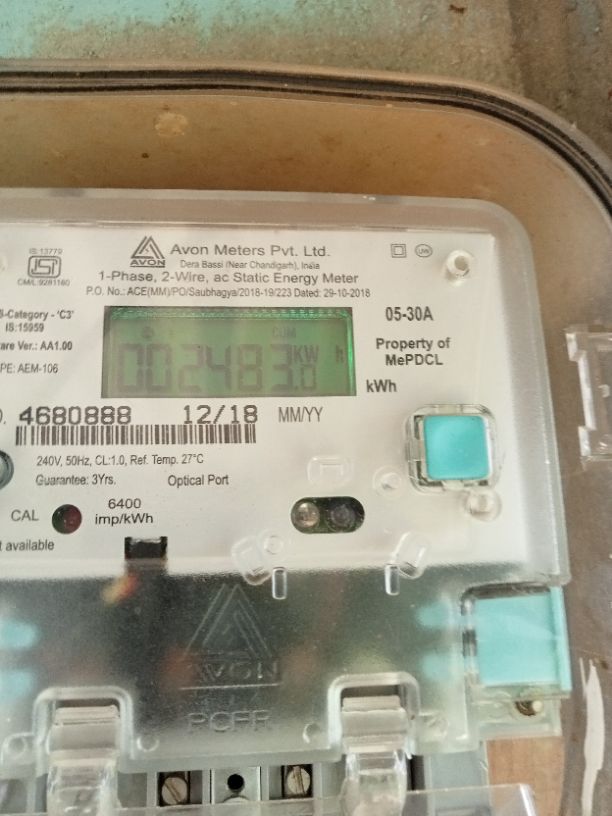 IS:13779
ISI
CM/L:9281160
AVON
Avon Meters Pvt. Ltd.
Dera Bassi (Near Chandigarh), India
1-Phase, 2-Wire, ac Static Energy Meter
P.O. No.: ACE(MM)/PO/Saubhagya/2018-19/223 Dated: 29-10-2018
UW
S-Category - 'C3'
IS:15959
are Ver.: AA1.00
PE: AEM-106
CUM
002483.0 KW h
05-30A
Property of
MePDCL
kWh
4680888 12/18 MM/YY
240V, 50Hz, CL:1.0, Ref. Temp. 27°C
Guarantee: 3Yrs. Optical Port
CAL
6400
imp/kWh
t available
AVON